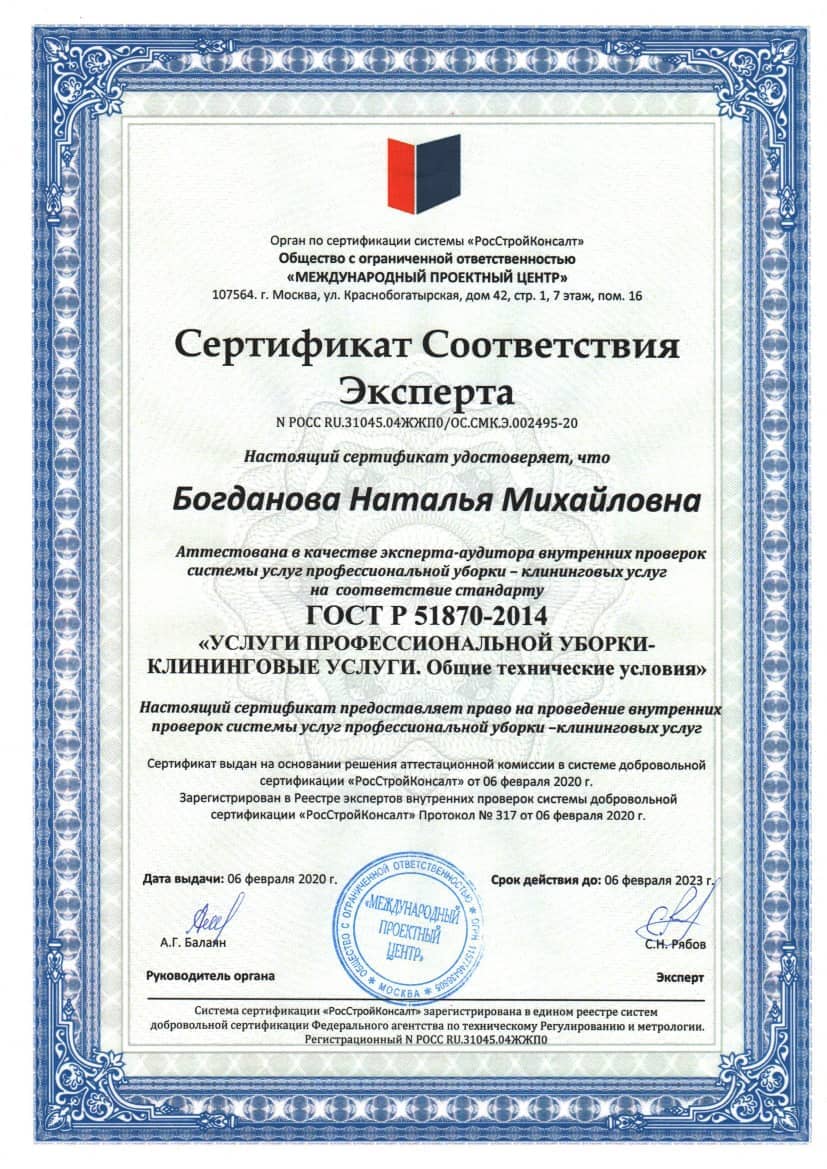 Орган по сертификации системы «РосСтройКонсалт»
Общество с ограниченной ответственностью
«МЕЖДУНАРОДНЫЙ ПРОЕКТНЫЙ ЦЕНТР»
107564. г. Москва, ул. Краснобогатырская, дом 42, стр. 1, 7 этаж, пом. 16
Сертификат Соответствия
Эксперта
N РОСС RU.31045.04ЖЖП0/ОС.СМК.Э.002495-20
Настоящий сертификат удостоверяет, что
Богданова Наталья Михайловна
Аттестована в качестве эксперта-аудитора внутренних проверок
системы услуг профессиональной уборки – клининговых услуг
на соответствие стандарту
ГОСТ Р 51870-2014
«УСЛУГИ ПРОФЕССИОНАЛЬНОЙ УБОРКИ-
КЛИНИНГОВЫЕ УСЛУГИ. Общие технические условия»
Настоящий сертификат предоставляет право на проведение внутренних
проверок системы услуг профессиональной уборки –клининговых услуг
Сертификат выдан на основании решения аттестационной комиссии в системе добровольной
сертификации «РосСтройКонсалт» от 06 февраля 2020 г.
Зарегистрирован в Реестре экспертов внутренних проверок системы добровольной
сертификации «РосСтройКонсалт» Протокол № 317 от 06 февраля 2020 г.
Дата выдачи: 06 февраля 2020 г.
Срок действия до: 06 февраля 2023 г.
ОБЩЕСТВО С ОГРАНИЧЕННОЙ ОТВЕТСТВЕННОСТЬЮ
ОГРН
МОСКВА
«МЕЖДУНАРОДНЫЙ
ПРОЕКТНЫЙ
ЦЕНТР»
А.Г. Балаян
С.Н. Рябов
Руководитель органа
Эксперт
Система сертификации «РосСтройКонсалт» зарегистрирована в едином реестре систем
добровольной сертификации Федерального агентства по техническому Регулированию и метрологии.
Регистрационный N РОСС RU.31045.04ЖЖП0